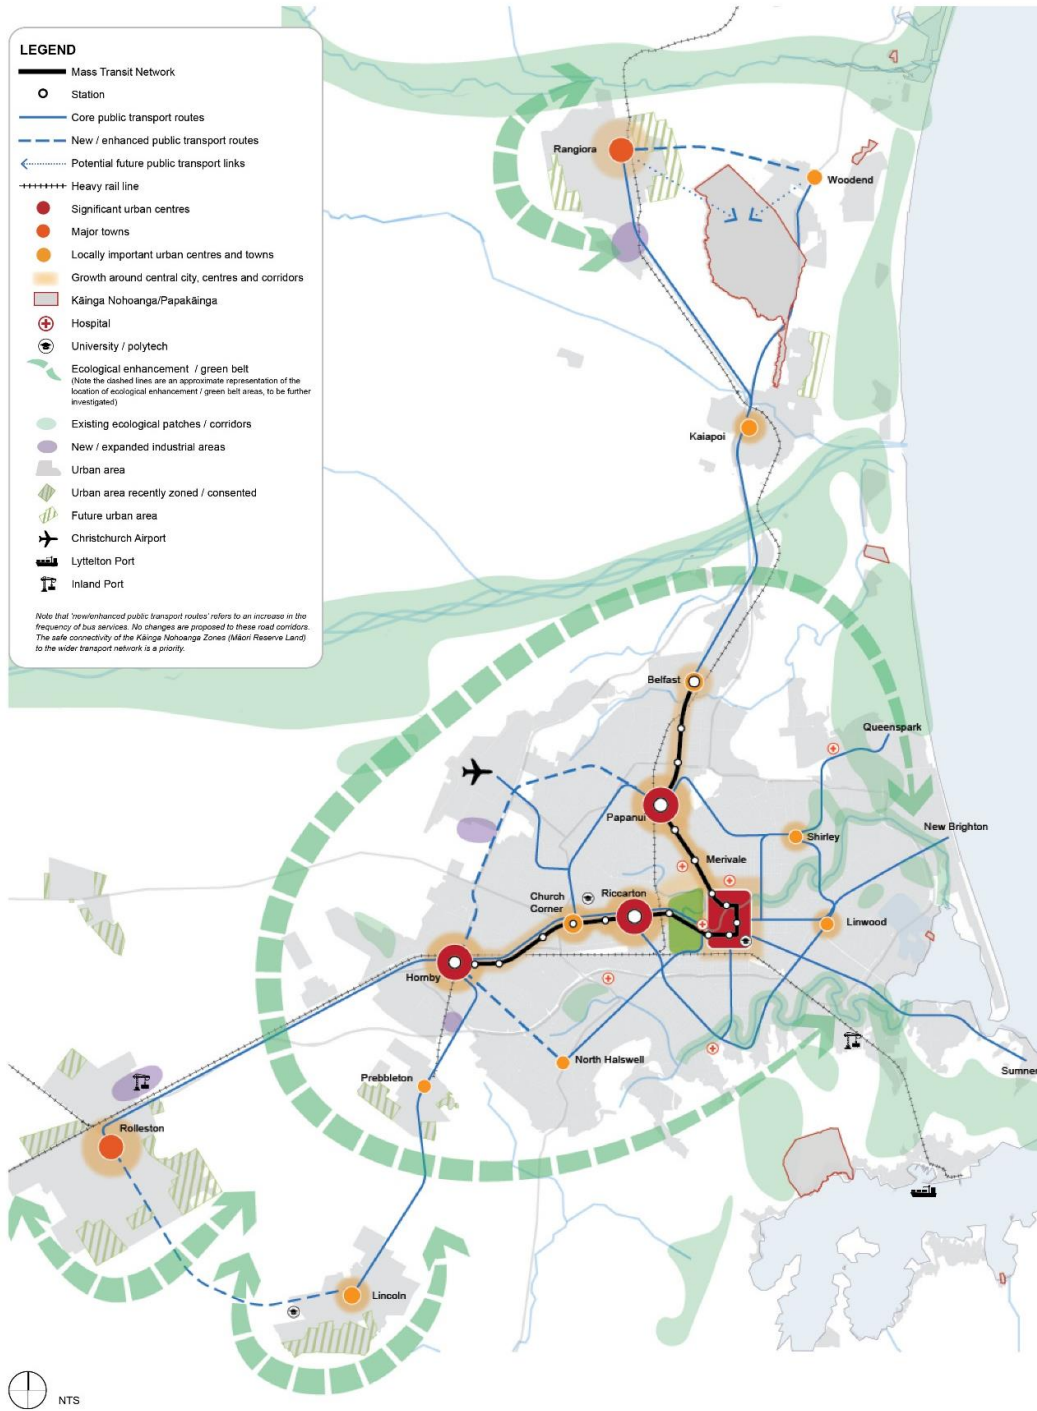 LEGEND
Mass Transit Network
Station
Core public transport routes
New / enhanced public transport routes
Potential future public transport links
Heavy rail line
Significant urban centres
Major towns
Locally important urban centres and towns
Growth around central city, centres and corridors
Kāinga Nohoanga/Papakāinga
Hospital
University / polytech
Ecological enhancement / green belt
(Note the dashed lines are an approximate representation of the
location of ecological enhancement / green belt areas, to be further
investigated)
Existing ecological patches / corridors
New / expanded industrial areas
Urban area
Urban area recently zoned / consented
Future urban area
Christchurch Airport
Lyttelton Port
Inland Port
Note that 'new/enhanced public transport routes' refers to an increase in the
frequency of bus services. No changes are proposed to these road corridors.
The safe connectivity of the Kāinga Nohoanga Zones (Māori Reserve Land)
to the wider transport network is a priority.
Rangiora
Woodend
Kaiapoi
Belfast
Queenspark
Papanui
New Brighton
Shirley
Merivale
Riccarton
Church
Corner
Linwood
Hornby
North Halswell
Sumner
Prebbleton
Rolleston
Lincoln
NTS